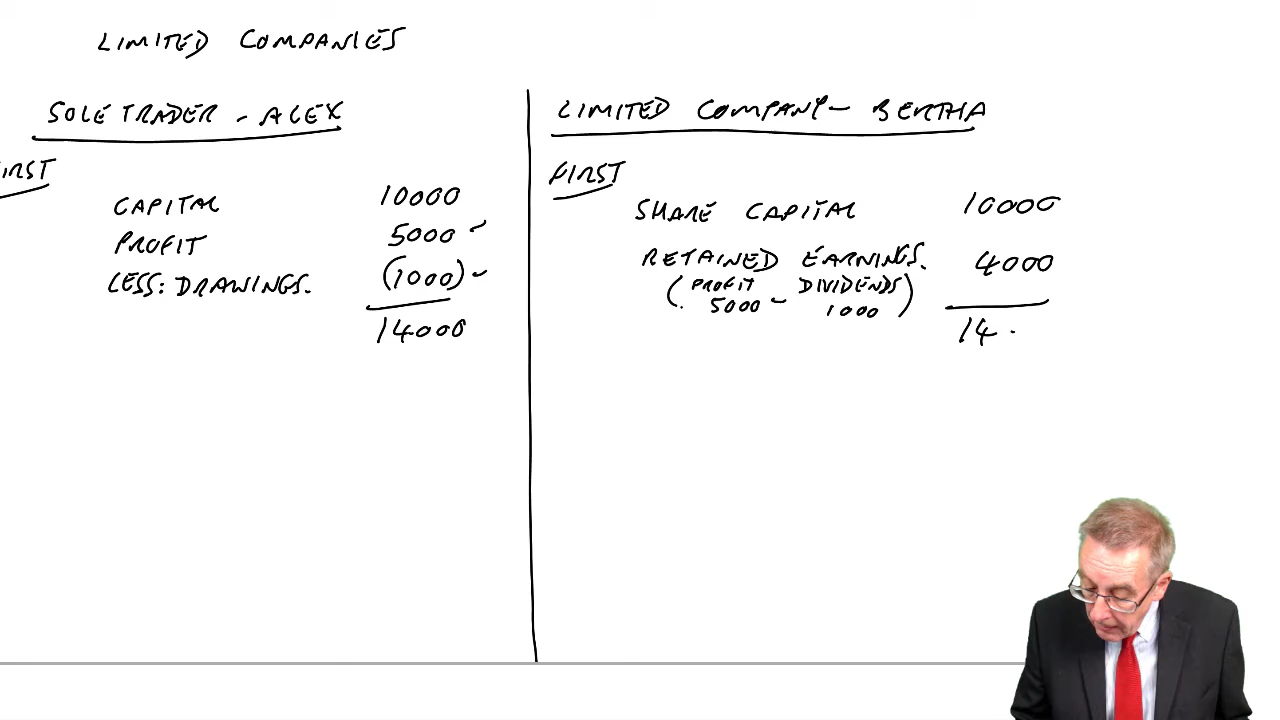 LIMITED COMPANIES
SOLE TRADER - ALEX
IRST
CAPITAL 10000
PROFIT 5000
LESS: DRAWINGS. (1000)
14000
LIMITED COMPANY - BERTHA
FIRST
SHARE CAPITAL 10000
RETAINED EARNINGS. 4000
( PROFIT DIVIDENDS )
5000 - 1000
14